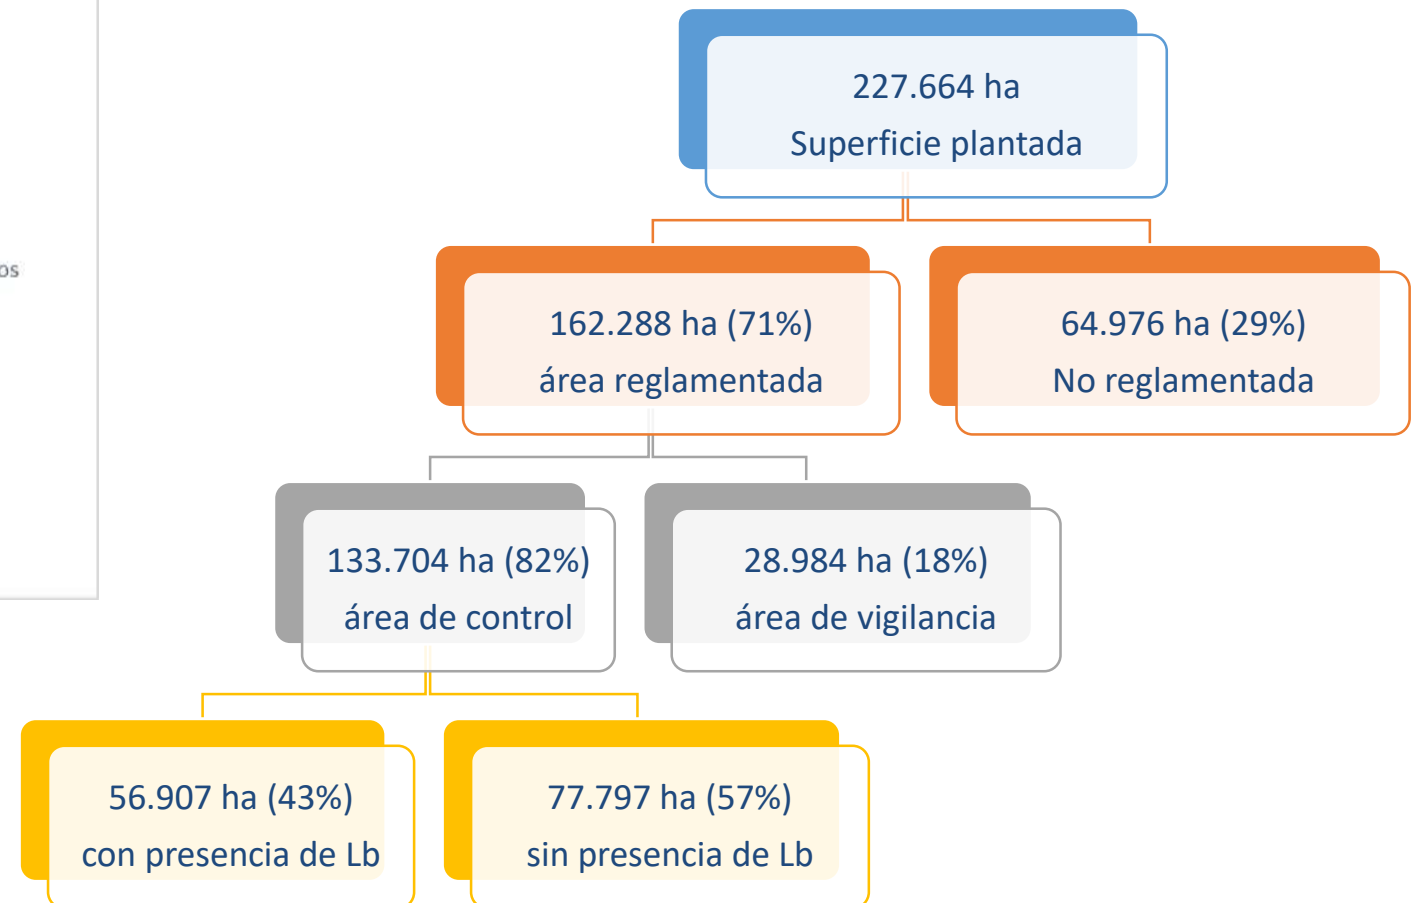 227.664 ha
Superficie plantada
os
162.288 ha (71%)
área reglamentada
64.976 ha (29%)
No reglamentada
133.704 ha (82%)
área de control
28.984 ha (18%)
área de vigilancia
56.907 ha (43%)
con presencia de Lb
77.797 ha (57%)
sin presencia de Lb